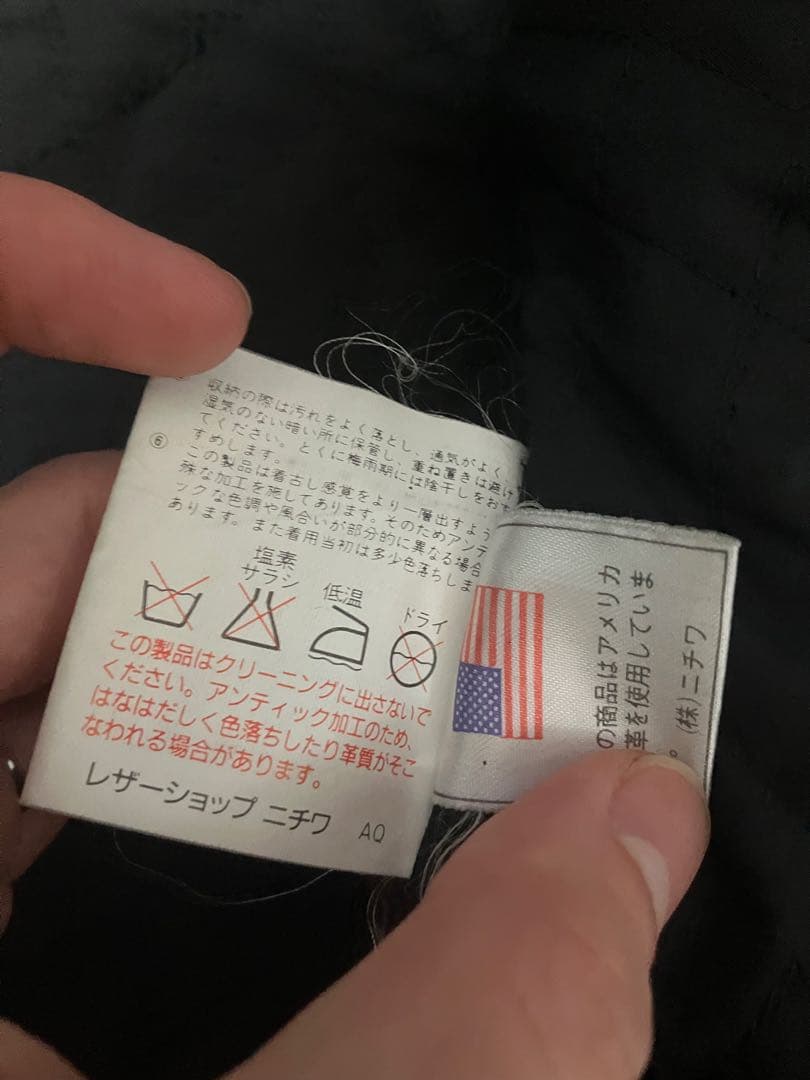 収納の際は汚れをよく落とし、通気がよく
湿気のない暗い所に保管し、重ね置きは避け
てください。とくに梅雨期には陰干しをおす
すめします。
⑥
この製品は着古し感覚をより一層出すよう
殊な加工を施してあります。そのためアンテ
ックな色調や風合いが部分的に異なる場合
あります。また着用当初は多少色落ちしま
塩素
サラシ
低温
ドライ
この製品はクリーニングに出さないで
ください。アンティック加工のため、
はなはだしく色落ちしたり革質がそこ
なわれる場合があります。
レザーショップ ニチワ AQ
の商品はアメリカ
革を使用していま
。
(株)ニチワ